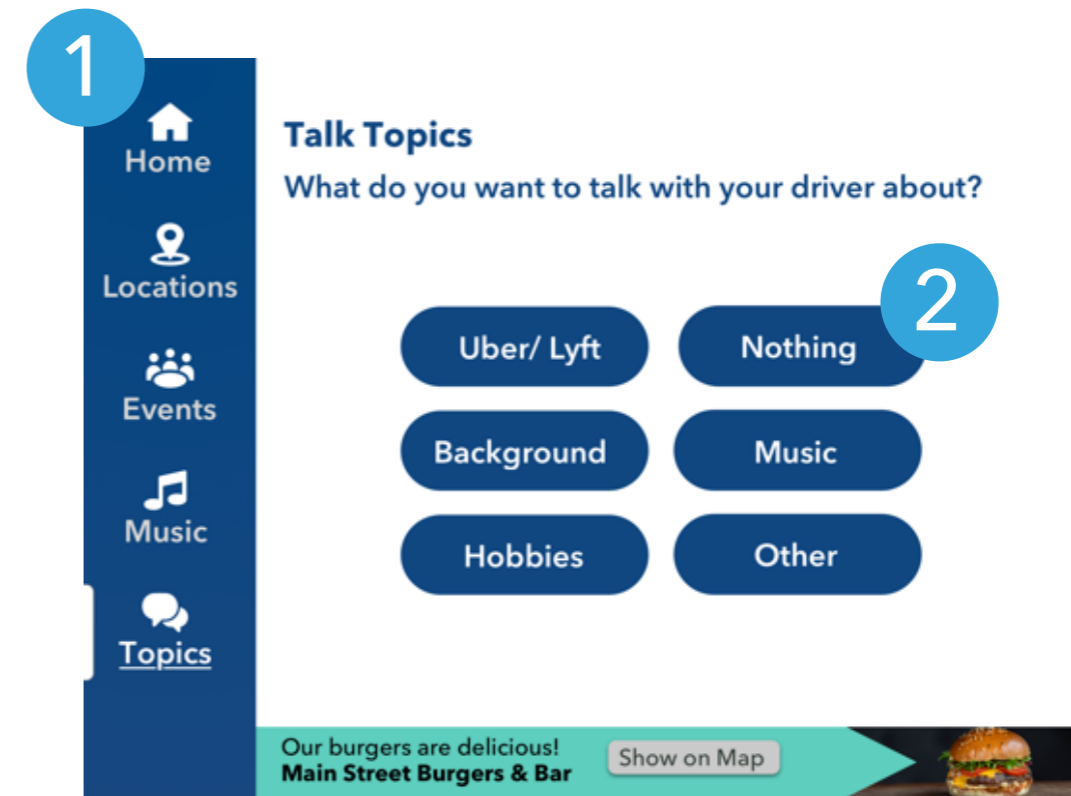 1
Home
Locations
Events
Music
Topics
Talk Topics
What do you want to talk with your driver about?
2
Uber/ Lyft
Nothing
Background
Music
Hobbies
Other
Our burgers are delicious!
Main Street Burgers & Bar
Show on Map